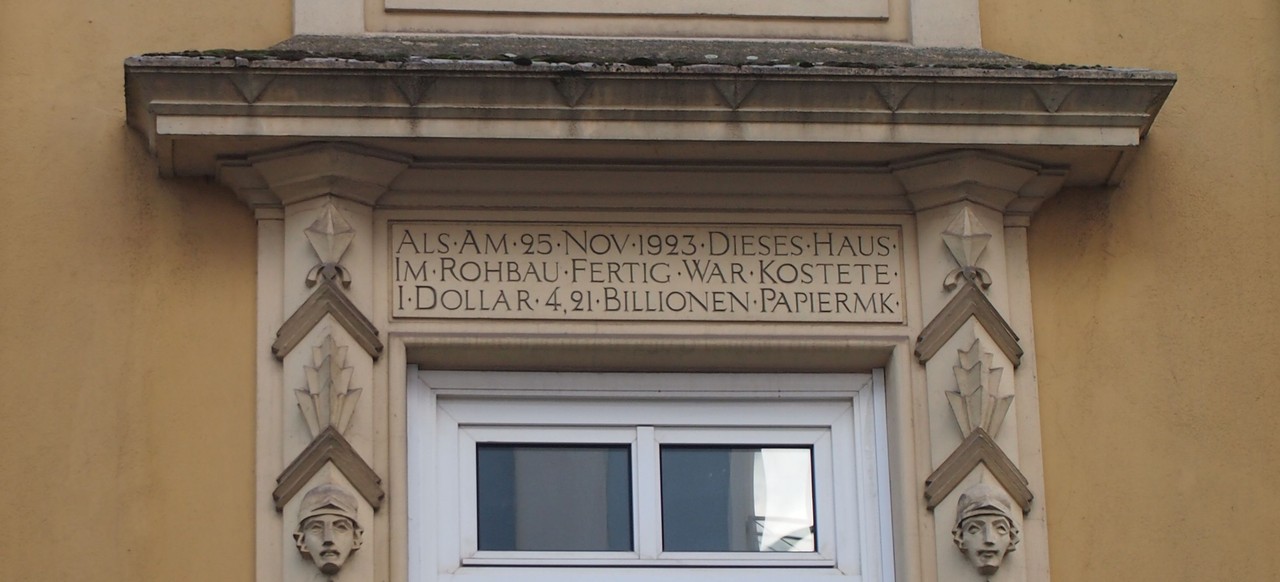 ALS·AM·25·NOV·1923·DIESES·HAUS·
IM·ROHBAU·FERTIG·WAR·KOSTETE·
1·DOLLAR·4,21·BILLIONEN·PAPIERMK·